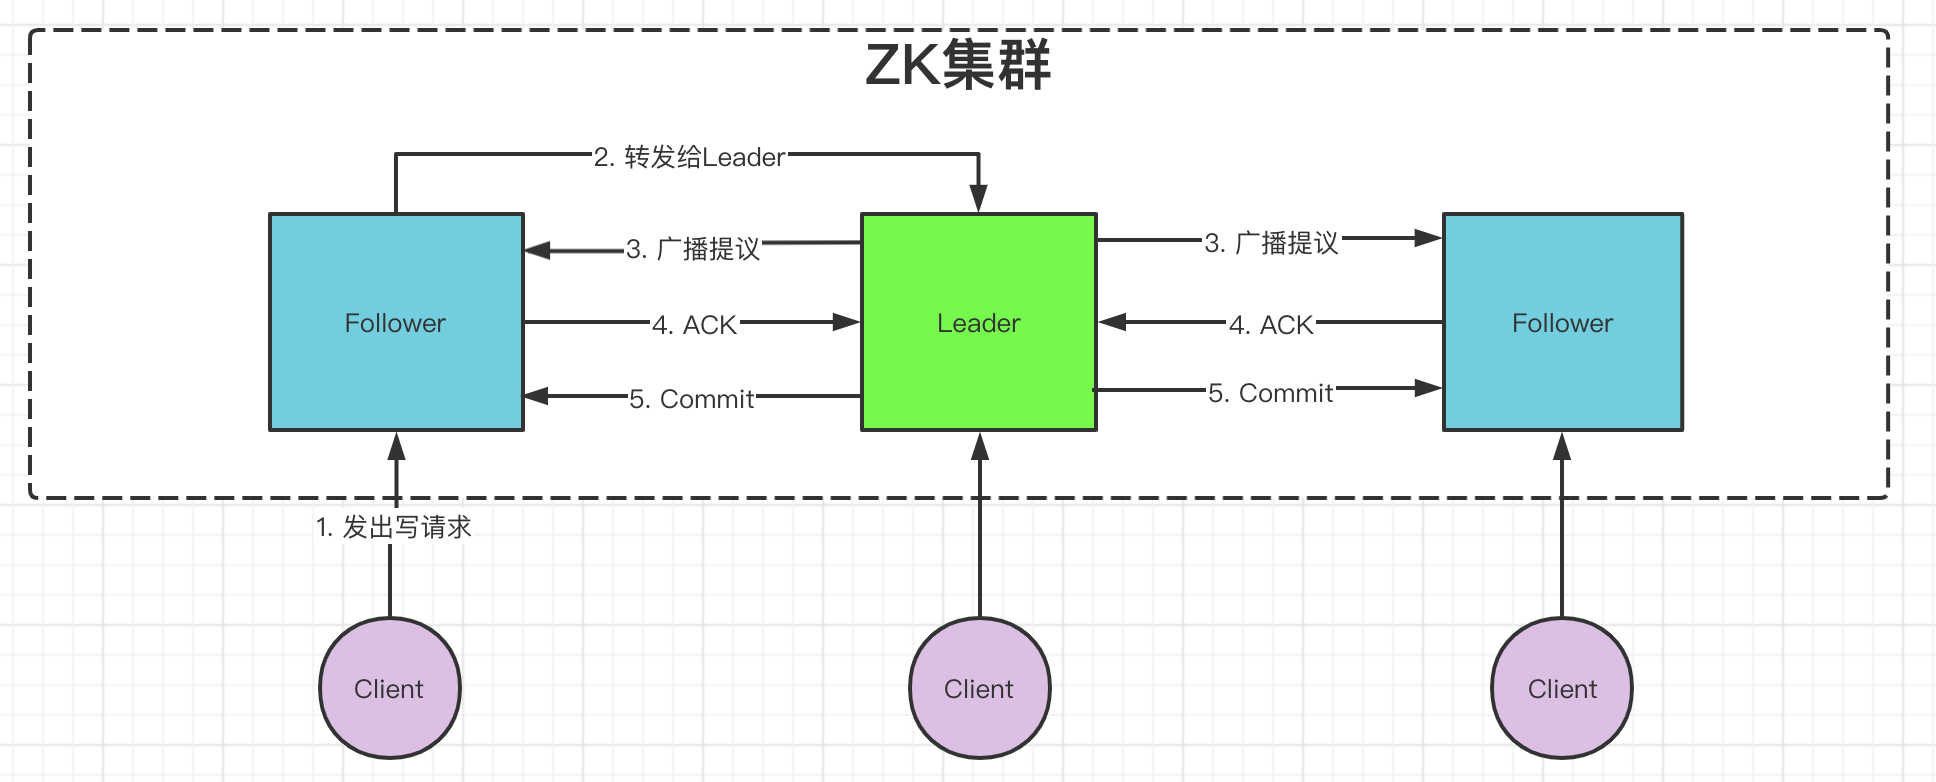 ZK集群
2. 转发给Leader
3. 广播提议
3. 广播提议
Follower
4. ACK
Leader
4. ACK
Follower
5. Commit
5. Commit
1. 发出写请求
Client
Client
Client